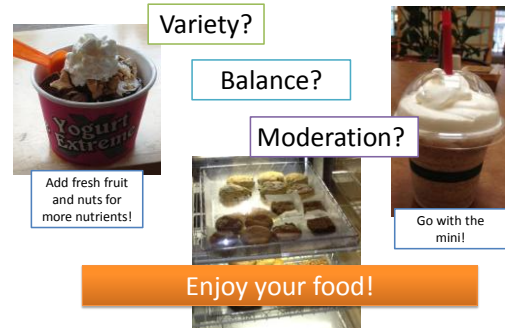 Variety?
Balance?
Moderation?
Yogurt
Extreme
Add fresh fruit
and nuts for
more nutrients!
Go with the
mini!
Enjoy your food!